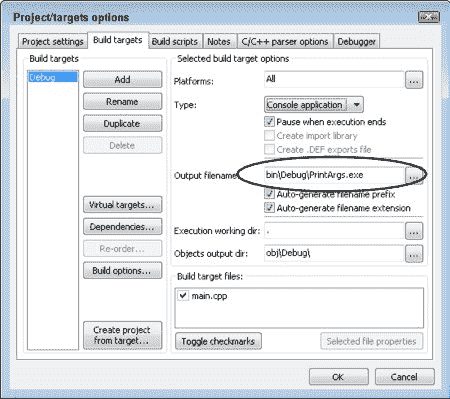 Project/targets options
Project settings Build targets Build scripts Notes C/C++ parser options Debugger
Build targets
Debug
Add
Rename
Duplicate
Delete
Virtual targets...
Dependencies...
Re-order...
Build options...
Create project
from target...
Selected build target options
Platforms: All ...
Type: Console application
Pause when execution ends
Create import library
Create .DEF exports file
Output filename: bin\Debug\PrintArgs.exe ...
Auto-generate filename prefix
Auto-generate filename extension
Execution working dir: . ...
Objects output dir: obj\Debug\ ...
Build target files:
main.cpp
Toggle checkmarks Selected file properties
OK Cancel